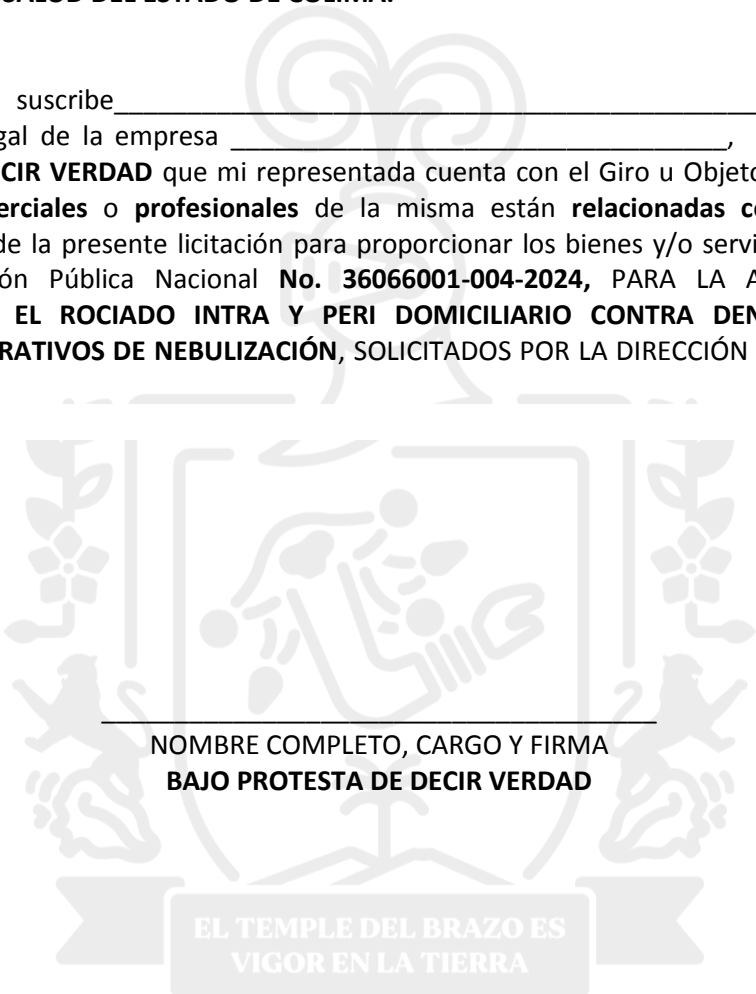 SALUD DEL ESTADO DE COLIMA.
suscribe_______________________________________________
gal de la empresa ___________________________________,
CIR VERDAD que mi representada cuenta con el Giro u Objeto
erciales o profesionales de la misma están relacionadas c
de la presente licitación para proporcionar los bienes y/o servi
ón Pública Nacional No. 36066001-004-2024, PARA LA A
EL ROCIADO INTRA Y PERI DOMICILIARIO CONTRA DEN
RATIVOS DE NEBULIZACIÓN, SOLICITADOS POR LA DIRECCIÓN
_______________________________________
NOMBRE COMPLETO, CARGO Y FIRMA
BAJO PROTESTA DE DECIR VERDAD
EL TEMPLE DEL BRAZO ES
VIGOR EN LA TIERRA